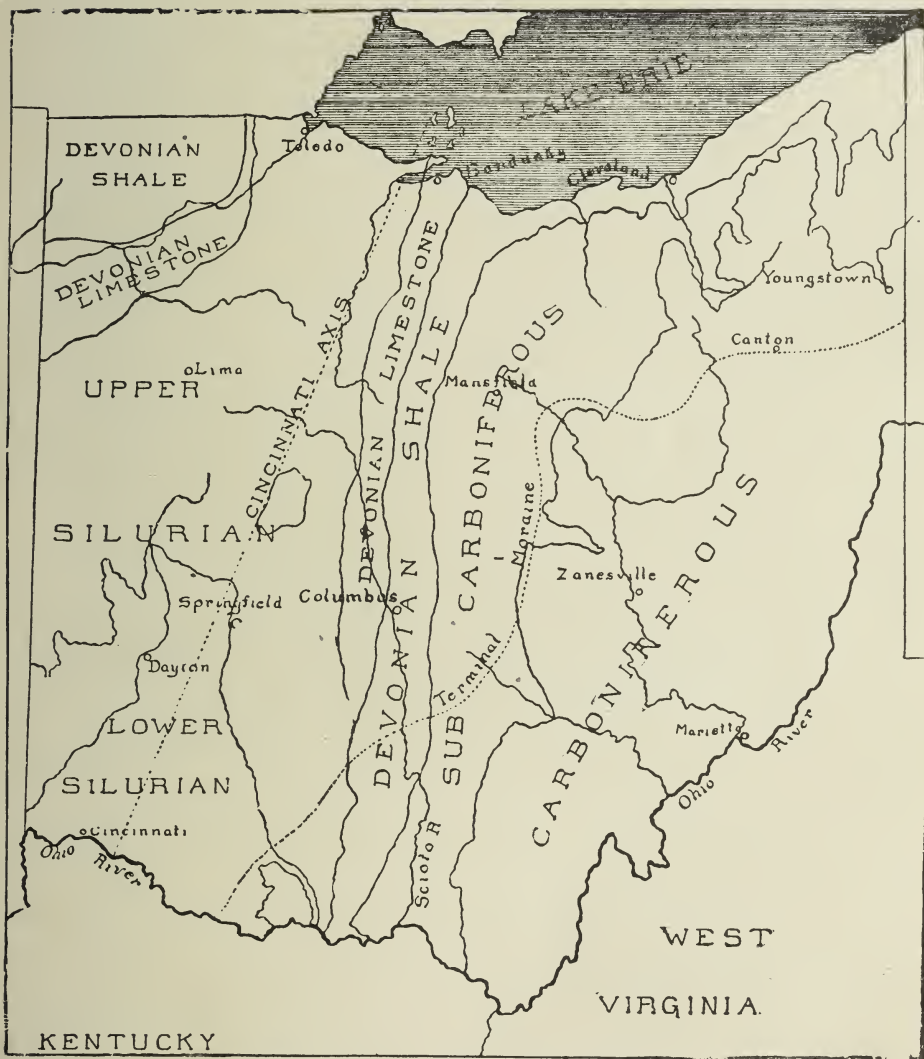 LAKE ERIE
DEVONIAN
SHALE
Toledo
Sandusky
Cleveland
DEVONIAN
LIMESTONE
Youngstown
Canton
UPPER
Lima
CINCINNATI AXIS
DEVONIAN LIMESTONE
DEVONIAN SHALE
Mansfield
SUB CARBONIFEROUS
SILURIAN
Terminal Moraine
Zanesville
Springfield
Columbus
CARBONIFEROUS
Dayton
LOWER
SILURIAN
Marietta
Ohio River
Cincinnati
Ohio River
Scioto R
WEST
VIRGINIA.
KENTUCKY